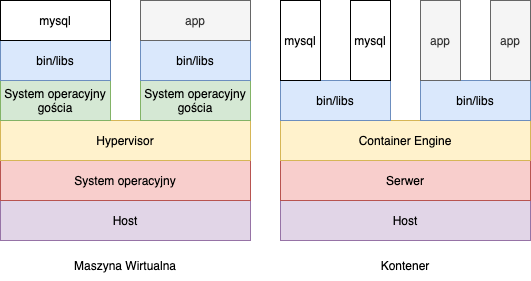 mysql
app
bin/libs
bin/libs
System operacyjny
gościa
System operacyjny
gościa
Hypervisor
System operacyjny
Host
Maszyna Wirtualna
mysql
mysql
app
app
bin/libs
bin/libs
Container Engine
Serwer
Host
Kontener